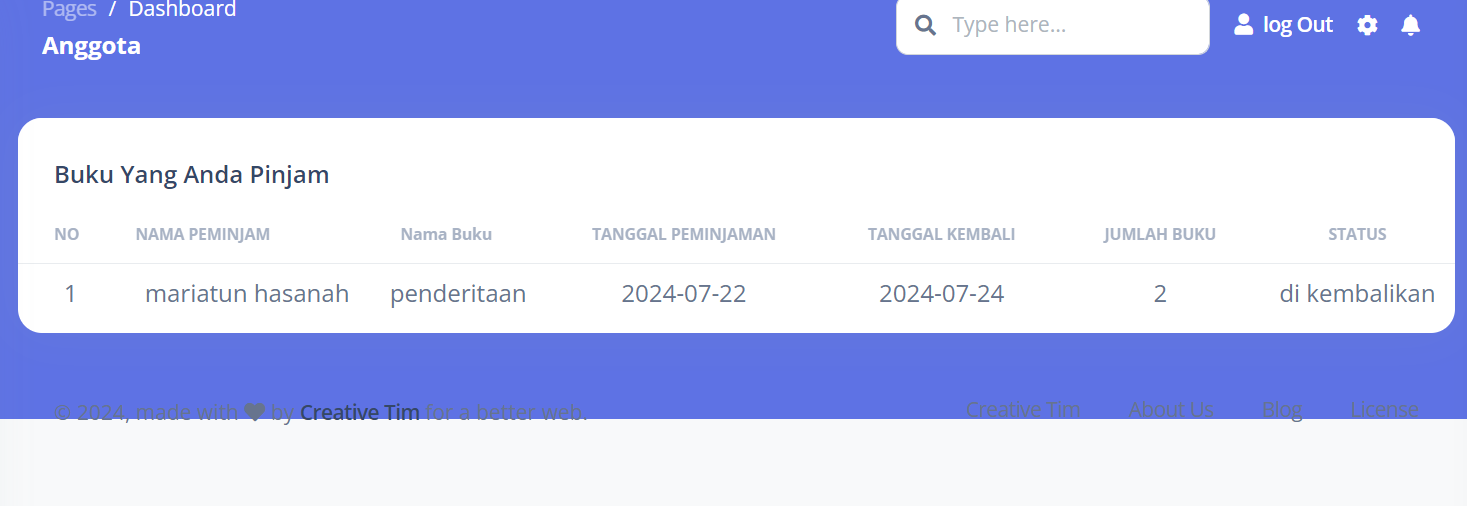 Pages / Dashboard
Anggota
Type here...
log Out
Buku Yang Anda Pinjam
NO NAMA PEMINJAM Nama Buku TANGGAL PEMINJAMAN TANGGAL KEMBALI JUMLAH BUKU STATUS
1 mariatun hasanah penderitaan 2024-07-22 2024-07-24 2 di kembalikan
© 2024, made with ♥ by Creative Tim for a better web.
Creative Tim About Us Blog License